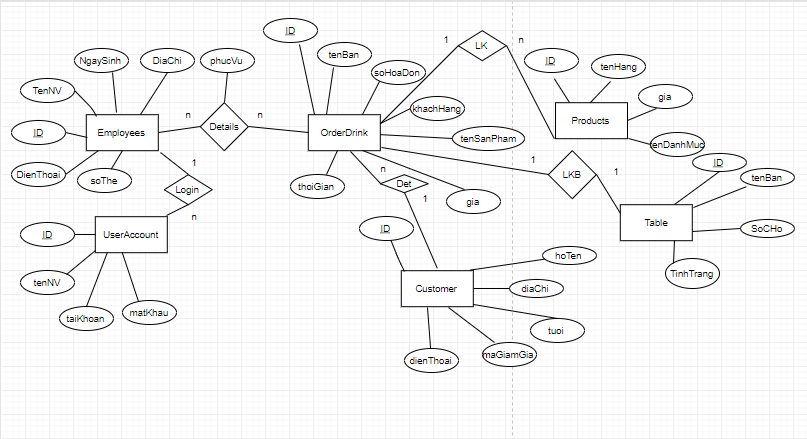 ID
1
LK
n
NgaySinh
DiaChi
phucVu
tenBan
ID
tenHang
soHoaDon
TenNV
gia
khachHang
n
n
ID
Employees
Details
OrderDrink
Products
tenSanPham
tenDanhMuc
1
1
ID
DienThoai
soThe
Login
thoiGian
n
Det
LKB
1
tenBan
gia
n
ID
UserAccount
ID
Table
SoCHo
hoTen
TinhTrang
tenNV
Customer
diaChi
taiKhoan
matKhau
tuoi
dienThoai
maGiamGia